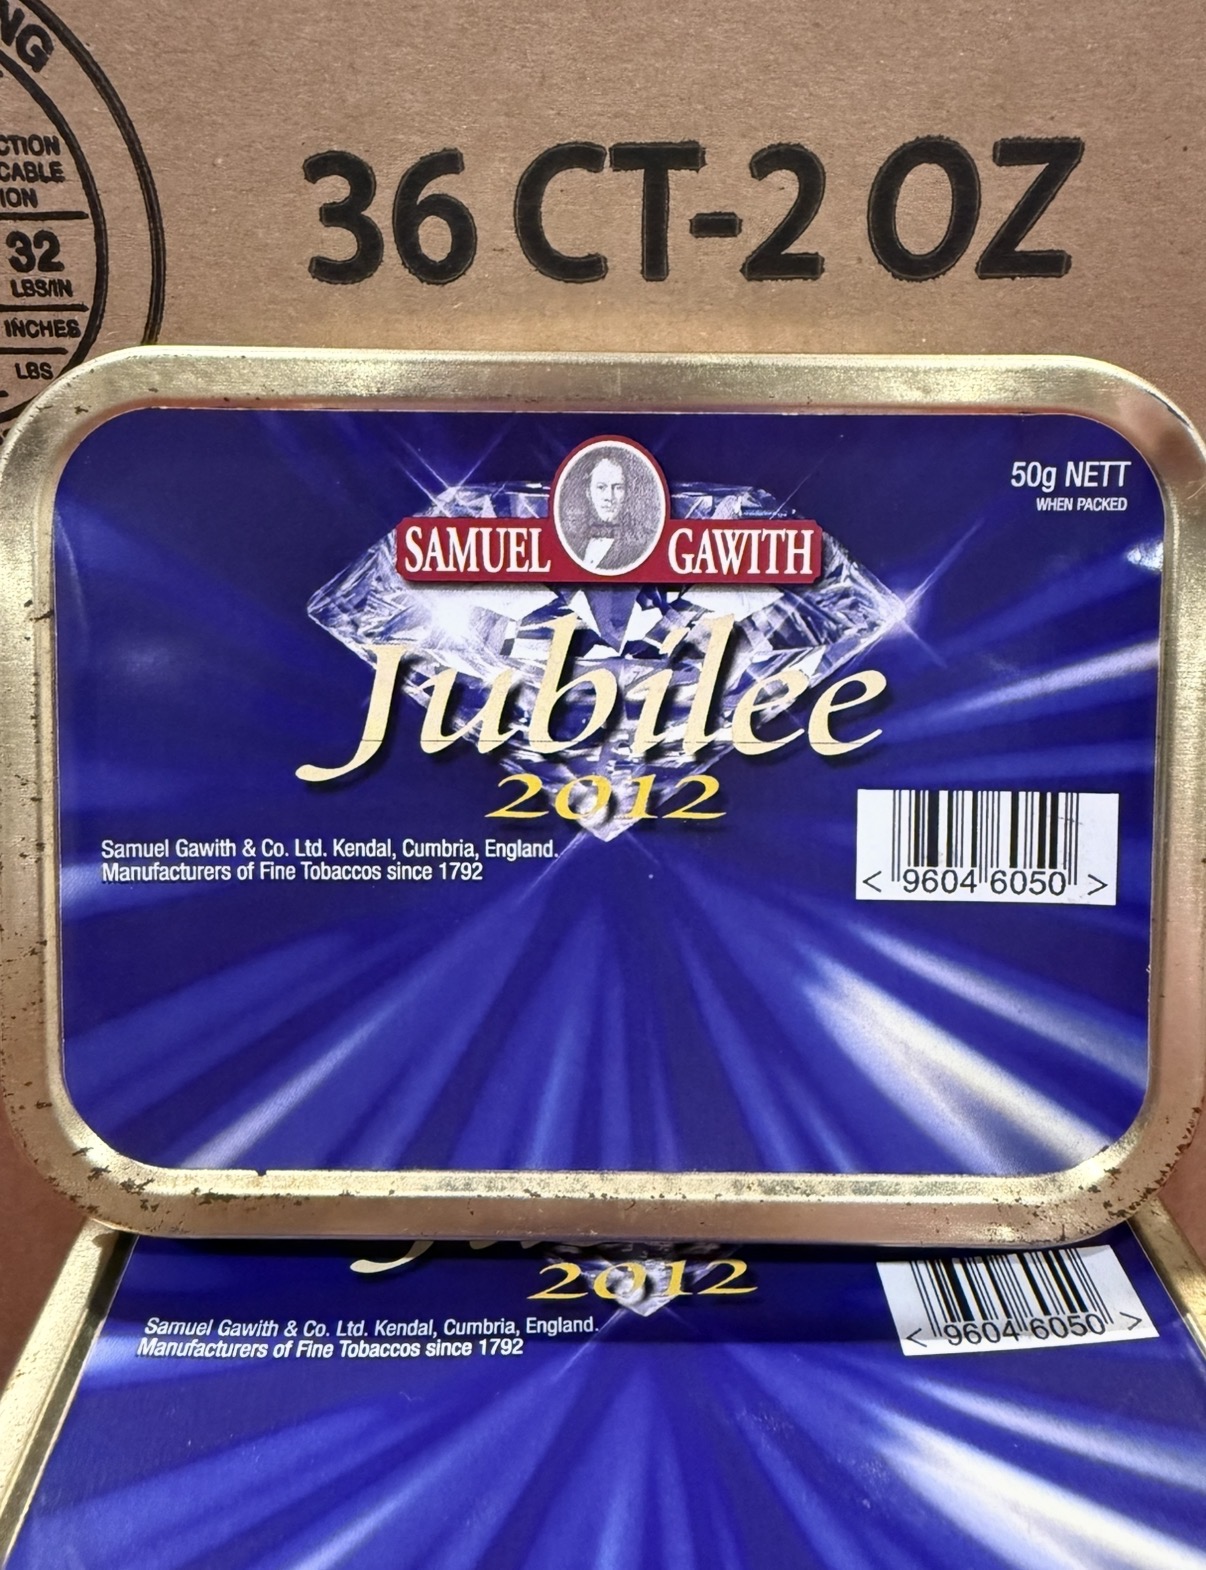 NG
CTION
CABLE
ION
32
LBS/IN
INCHES
LBS
36 CT-2 OZ
50g NETT
WHEN PACKED
SAMUEL GAWITH
Jubilee
2012
Samuel Gawith & Co. Ltd. Kendal, Cumbria, England.
Manufacturers of Fine Tobaccos since 1792
< 9604 6050 >
2012
Samuel Gawith & Co. Ltd. Kendal, Cumbria, England.
Manufacturers of Fine Tobaccos since 1792
< 9604 6050 >